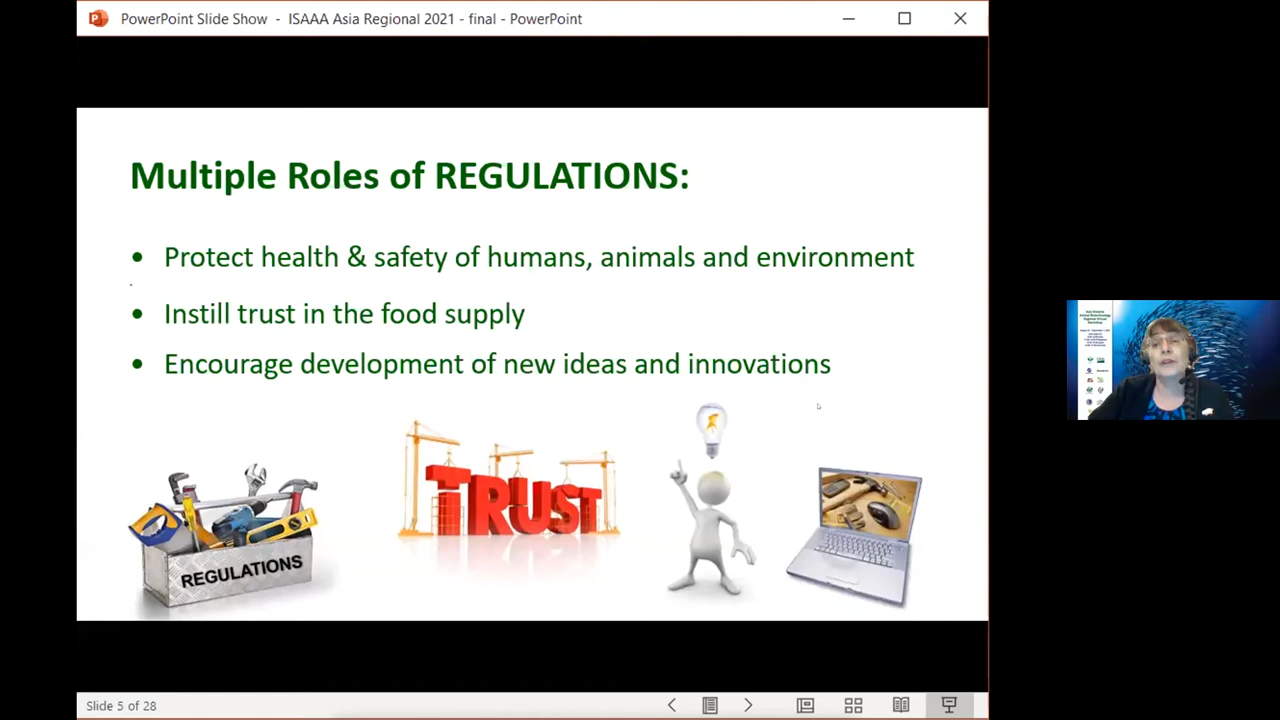 PowerPoint Slide Show - ISAAA Asia Regional 2021 - final - PowerPoint
Multiple Roles of REGULATIONS:
• Protect health & safety of humans, animals and environment
• Instill trust in the food supply
• Encourage development of new ideas and innovations
REGULATIONS
TRUST
Slide 5 of 28